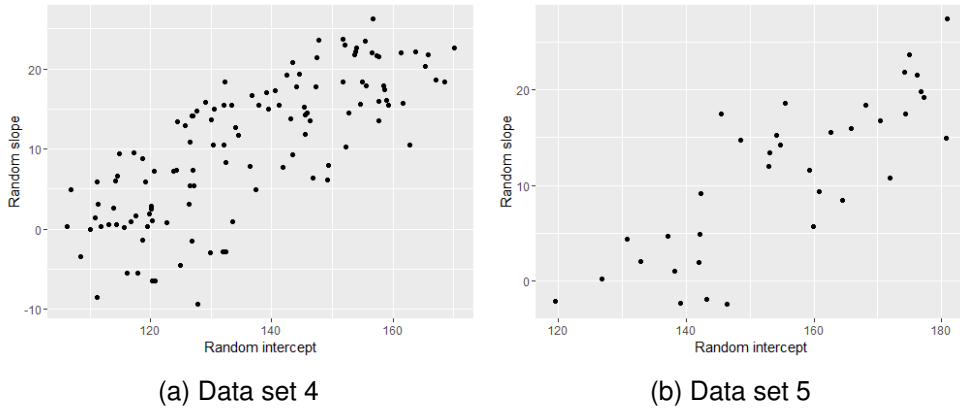 20
10
0
-10
Random slope
120
140
160
Random intercept
(a) Data set 4
20
10
0
Random slope
120
140
160
180
Random intercept
(b) Data set 5